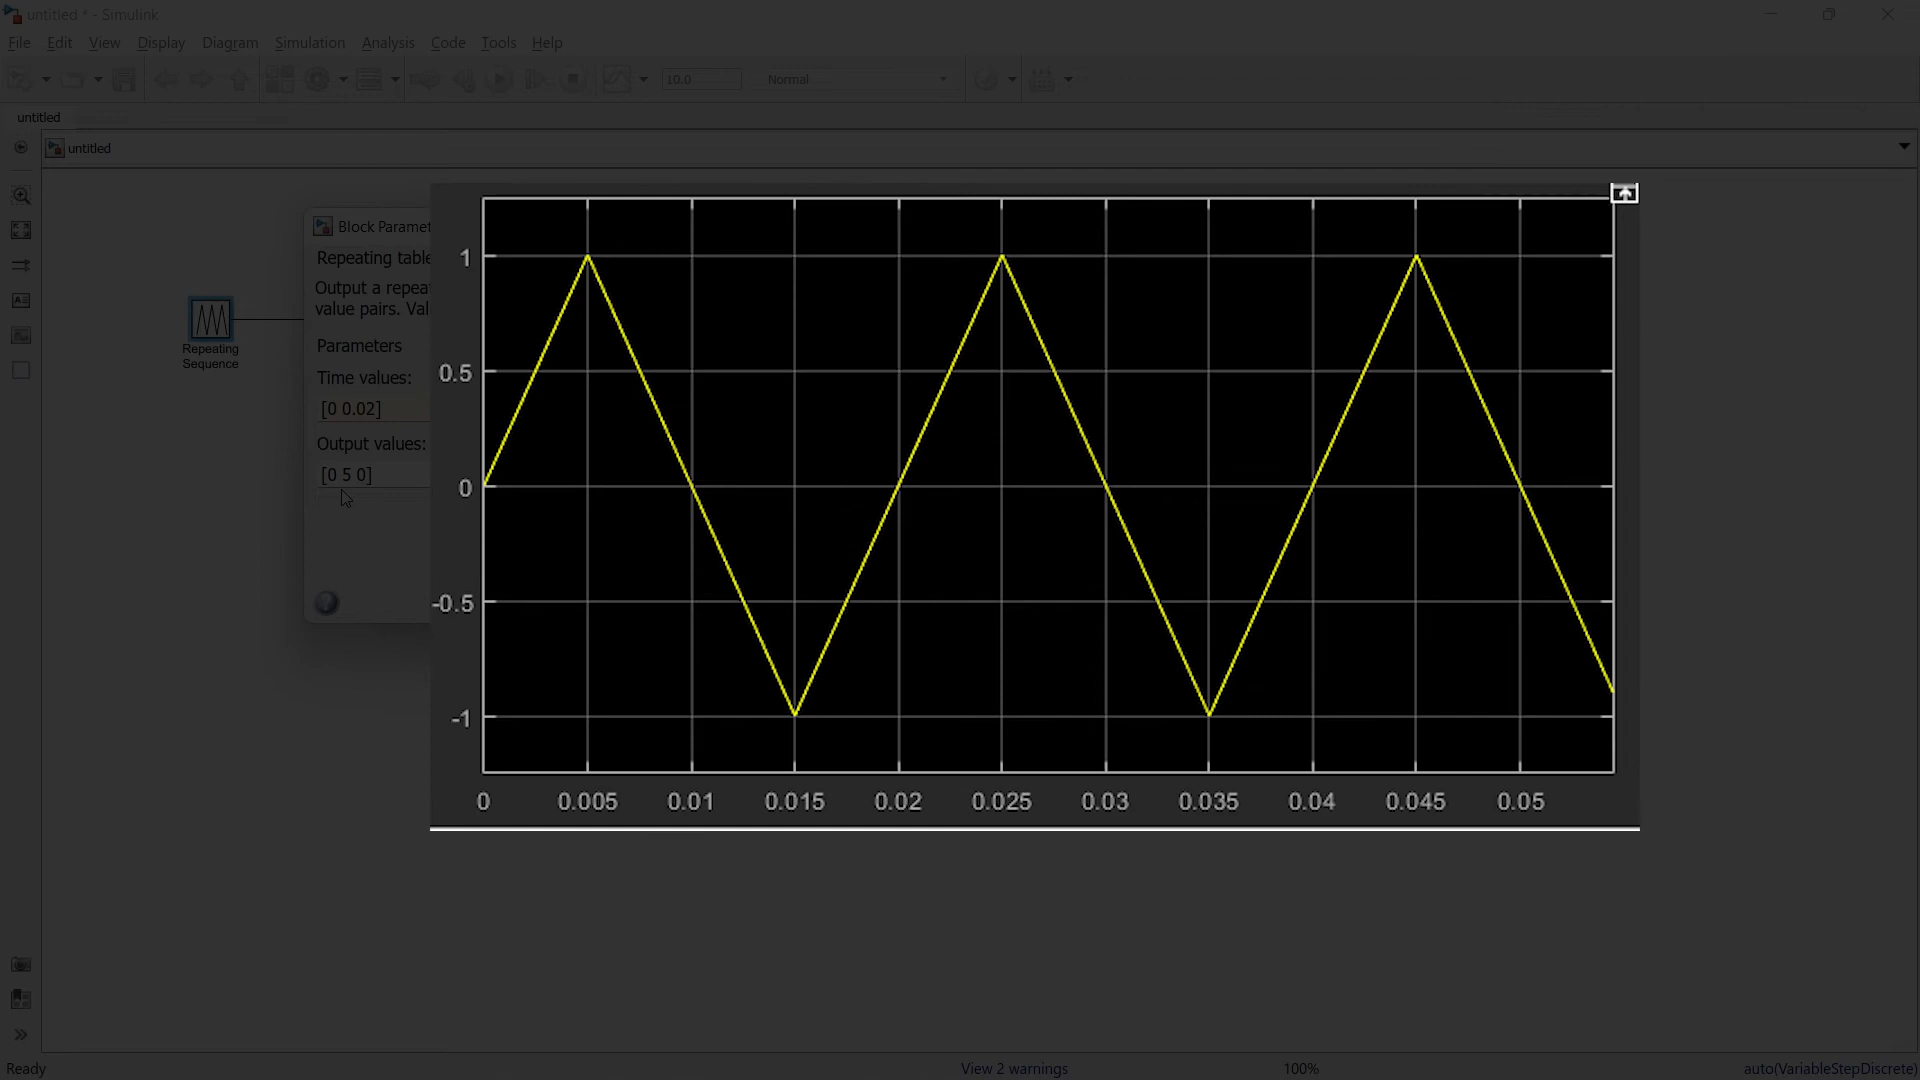 untitled * - Simulink
File Edit View Display Diagram Simulation Analysis Code Tools Help
10.0 Normal
untitled
untitled
Repeating
Sequence
Block Paramet
Repeating table
Output a repea
value pairs. Val
Parameters
Time values:
[0 0.02]
Output values:
[0 5 0]
1
0.5
0
-0.5
-1
0 0.005 0.01 0.015 0.02 0.025 0.03 0.035 0.04 0.045 0.05
Ready View 2 warnings 100% auto(VariableStepDiscrete)